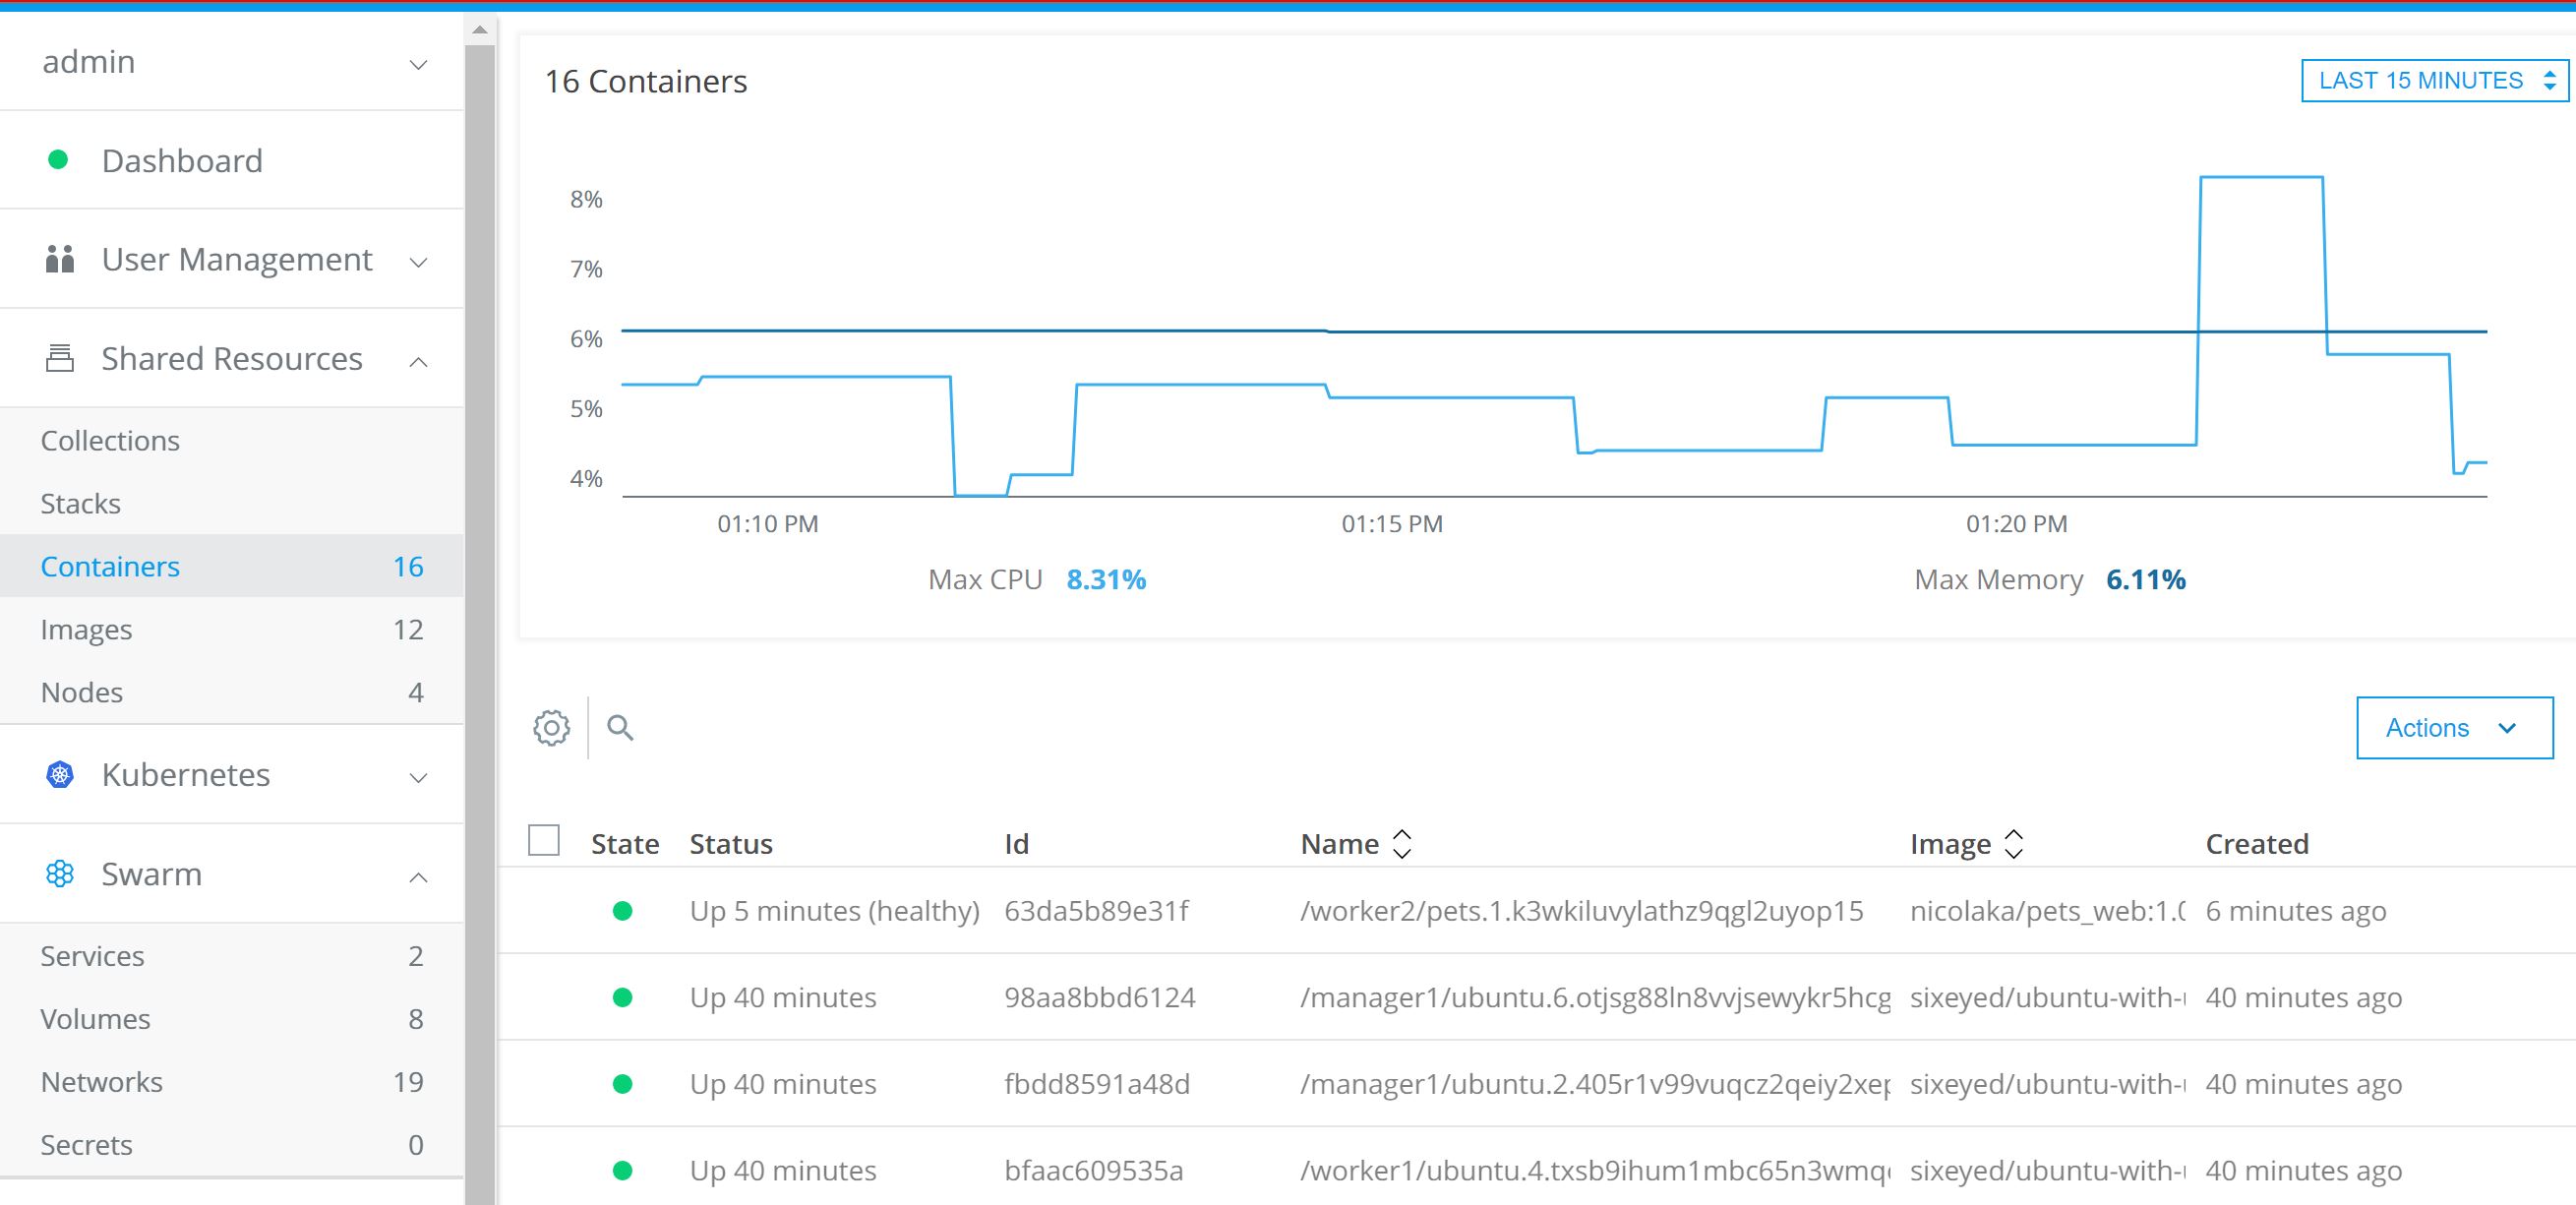 admin
Dashboard
User Management
Shared Resources
Collections
Stacks
Containers 16
Images 12
Nodes 4
Kubernetes
Swarm
Services 2
Volumes 8
Networks 19
Secrets 0
16 Containers
LAST 15 MINUTES
8%
7%
6%
5%
4%
01:10 PM 01:15 PM 01:20 PM
Max CPU 8.31% Max Memory 6.11%
Actions
State Status Id Name Image Created
Up 5 minutes (healthy) 63da5b89e31f /worker2/pets.1.k3wkiluvylathz9qgl2uyop15 nicolaka/pets_web:1.0 6 minutes ago
Up 40 minutes 98aa8bbd6124 /manager1/ubuntu.6.otjsg88ln8vvjsewykr5hcg sixeyed/ubuntu-with- 40 minutes ago
Up 40 minutes fbdd8591a48d /manager1/ubuntu.2.405r1v99vuqcz2qeiy2xep sixeyed/ubuntu-with- 40 minutes ago
Up 40 minutes bfaac609535a /worker1/ubuntu.4.txsb9ihum1mbc65n3wmq sixeyed/ubuntu-with- 40 minutes ago